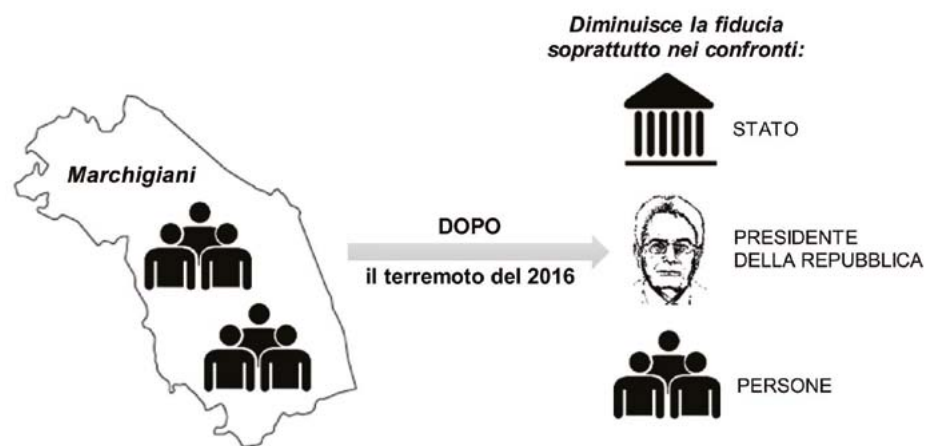 Diminuisce la fiducia
soprattutto nei confronti:
STATO
Marchigiani
DOPO
il terremoto del 2016
PRESIDENTE
DELLA REPUBBLICA
PERSONE